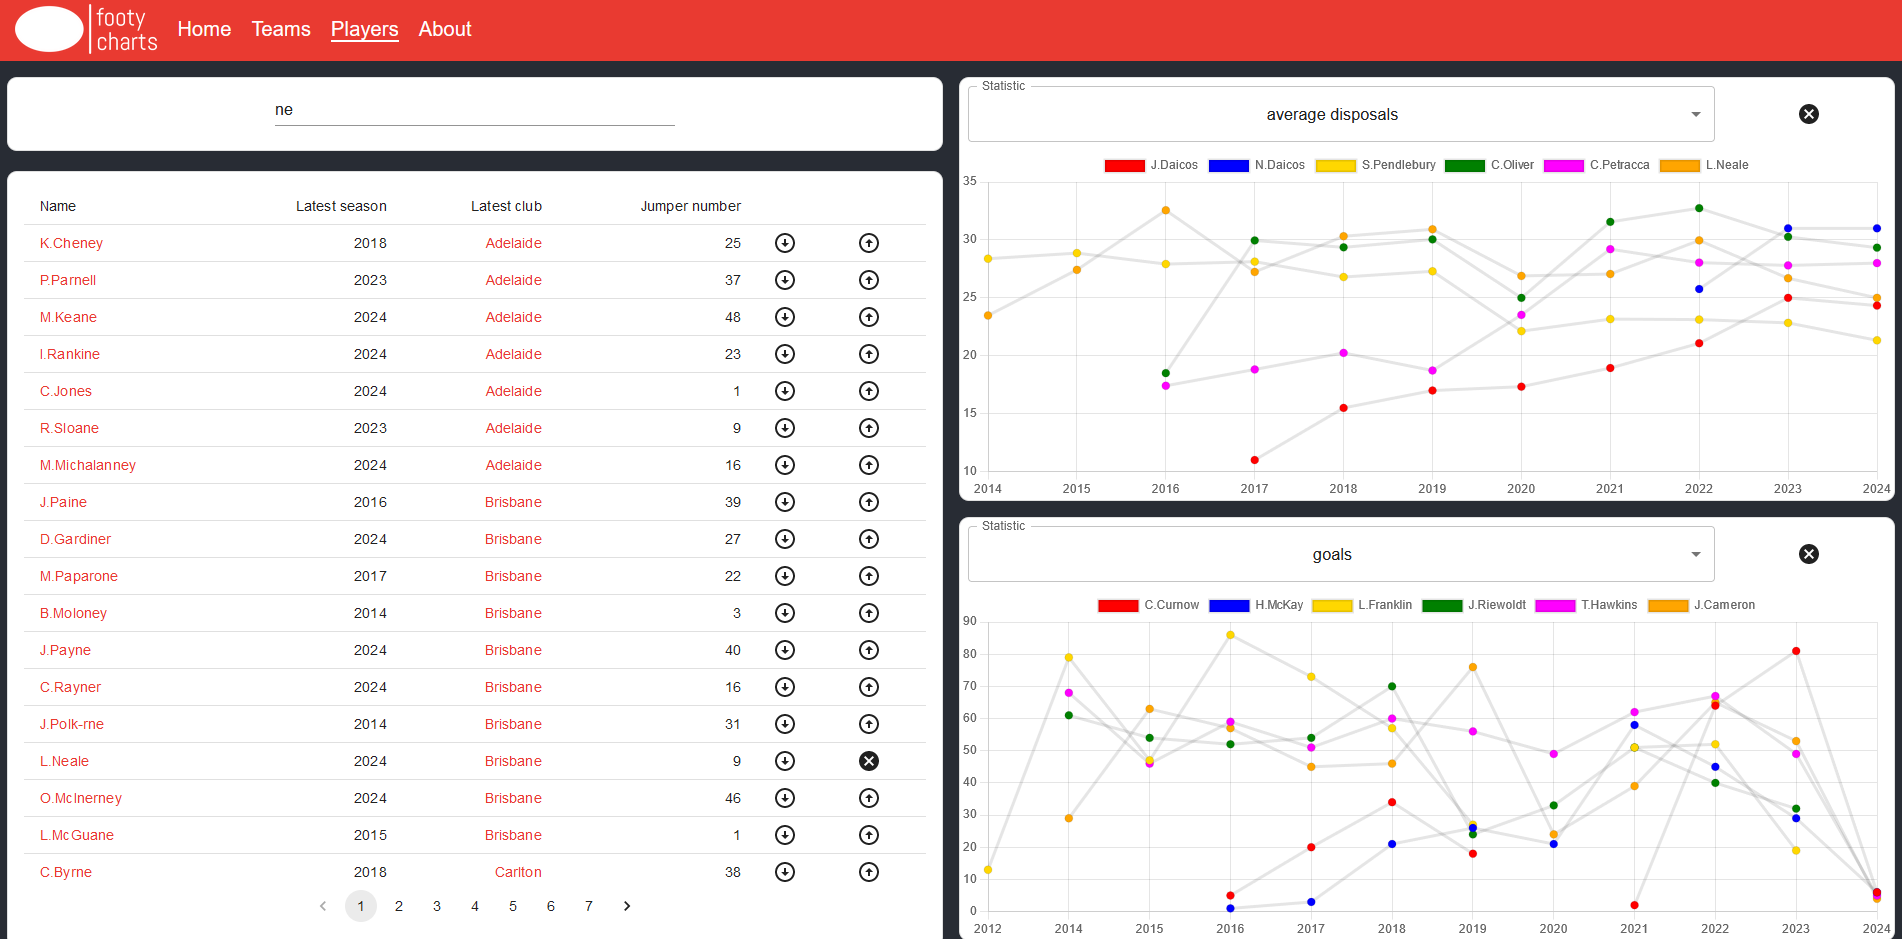 footy
charts
Home Teams Players About
ne
Name Latest season Latest club Jumper number
K.Cheney 2018 Adelaide 25
P.Parnell 2023 Adelaide 37
M.Keane 2024 Adelaide 48
I.Rankine 2024 Adelaide 23
C.Jones 2024 Adelaide 1
R.Sloane 2023 Adelaide 9
M.Michalanney 2024 Adelaide 16
J.Paine 2016 Brisbane 39
D.Gardiner 2024 Brisbane 27
M.Paparone 2017 Brisbane 22
B.Moloney 2014 Brisbane 3
J.Payne 2024 Brisbane 40
C.Rayner 2024 Brisbane 16
J.Polk-rne 2014 Brisbane 31
L.Neale 2024 Brisbane 9
O.McInerney 2024 Brisbane 46
L.McGuane 2015 Brisbane 1
C.Byrne 2018 Carlton 38
1 2 3 4 5 6 7
Statistic
average disposals
J.Daicos N.Daicos S.Pendlebury C.Oliver C.Petracca L.Neale
35
30
25
20
15
10
2014 2015 2016 2017 2018 2019 2020 2021 2022 2023 2024
Statistic
goals
C.Curnow H.McKay L.Franklin J.Riewoldt T.Hawkins J.Cameron
90
80
70
60
50
40
30
20
10
0
2012 2014 2015 2016 2017 2018 2019 2020 2021 2022 2023 2024